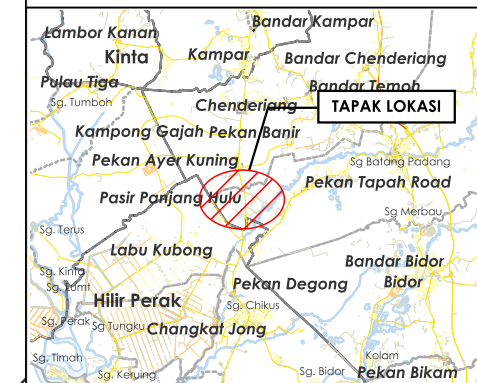 Bandar Kampar
Lambor Kanan
Kinta
Kampar
Bandar Chenderiang
Pulau Tiga
Bandar Temoh
Sg. Tumboh
Chenderiang
TAPAK LOKASI
Kampong Gajah
Pekan Banir
Pekan Ayer Kuning
Sg Batang Padang
Pekan Tapah Road
Pasir Panjang Hulu
Sg Merbau
Sg. Terus
Labu Kubong
Bandar Bidor
Sg. Kinta
Bidor
Sg. Lumt
Pekan Degong
Hilir Perak
Sg. Chikus
Sg. Perak
Sg Tungku
Changkat Jong
Sg. Timah
Kolam
Sg. Keruing
Sg. Bidor
Pekan Bikam